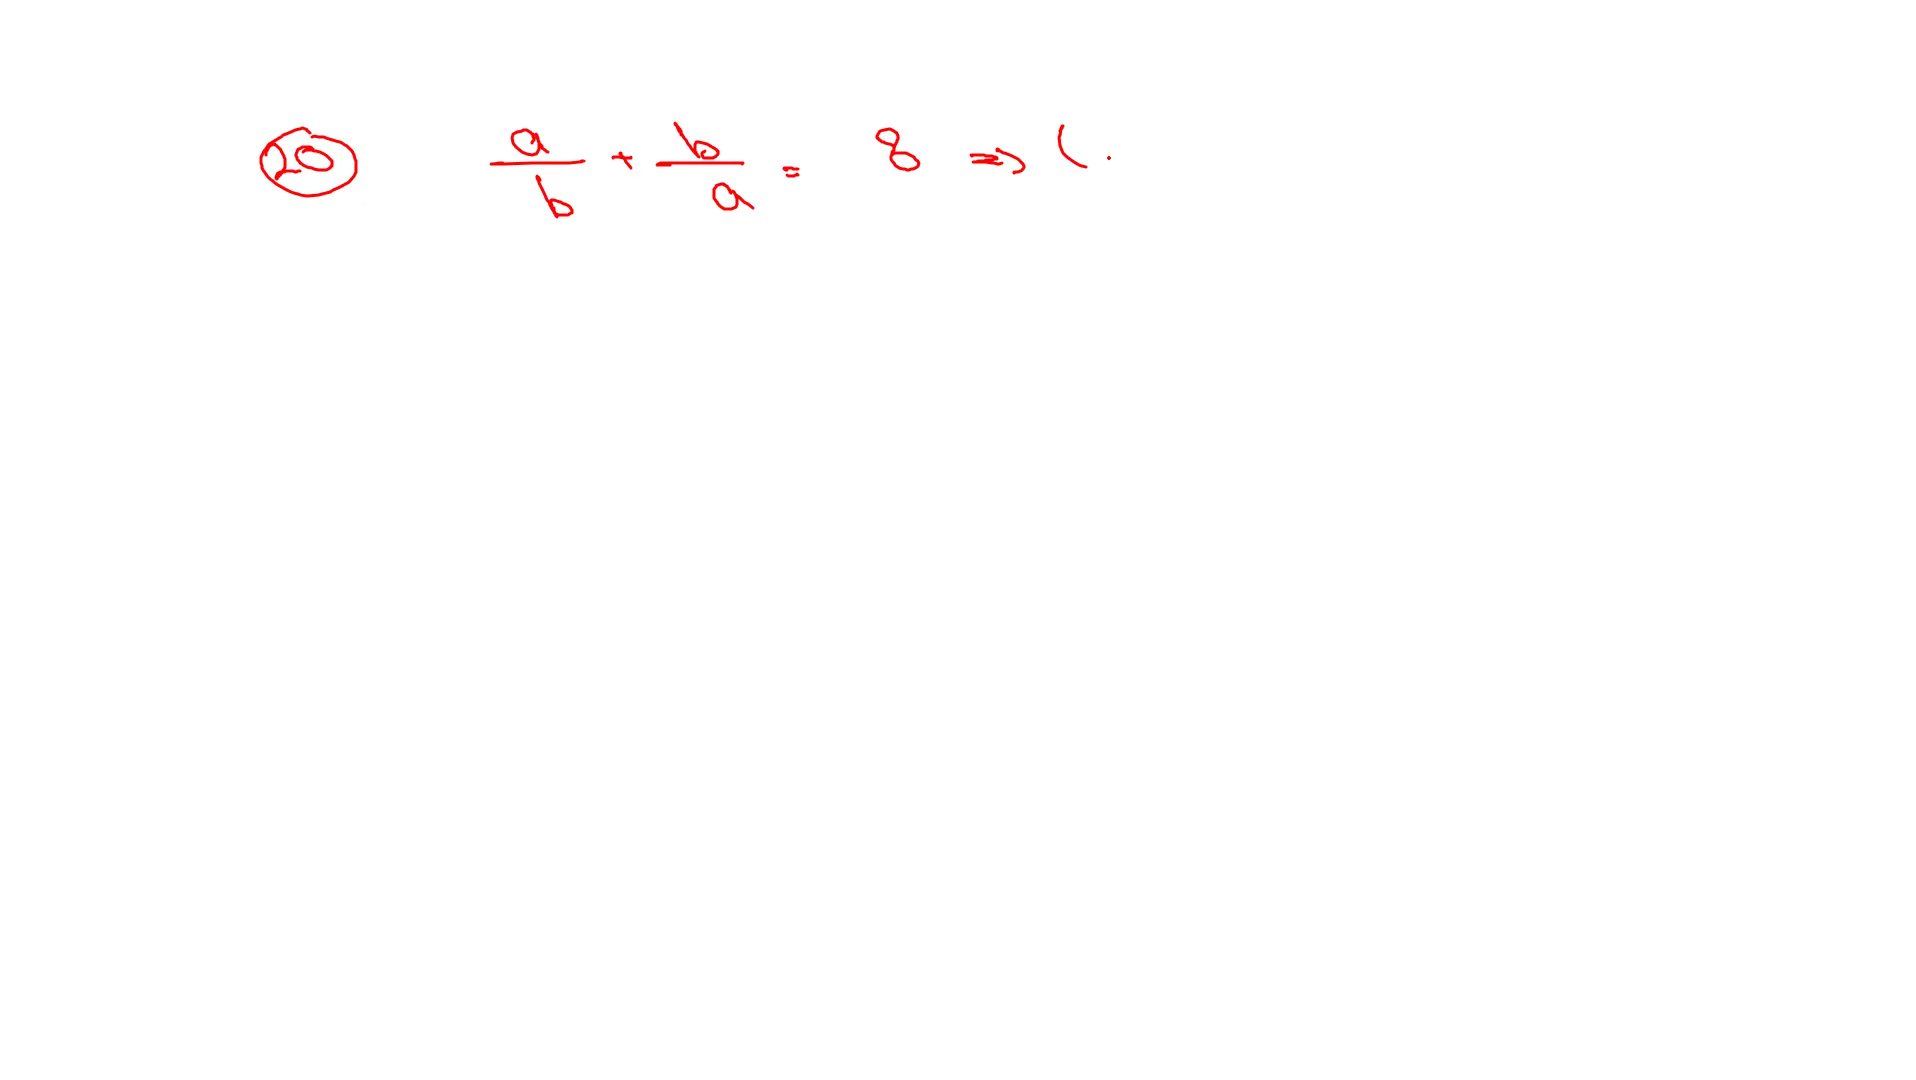 20 a/b + b/a = 8 ⇒ (